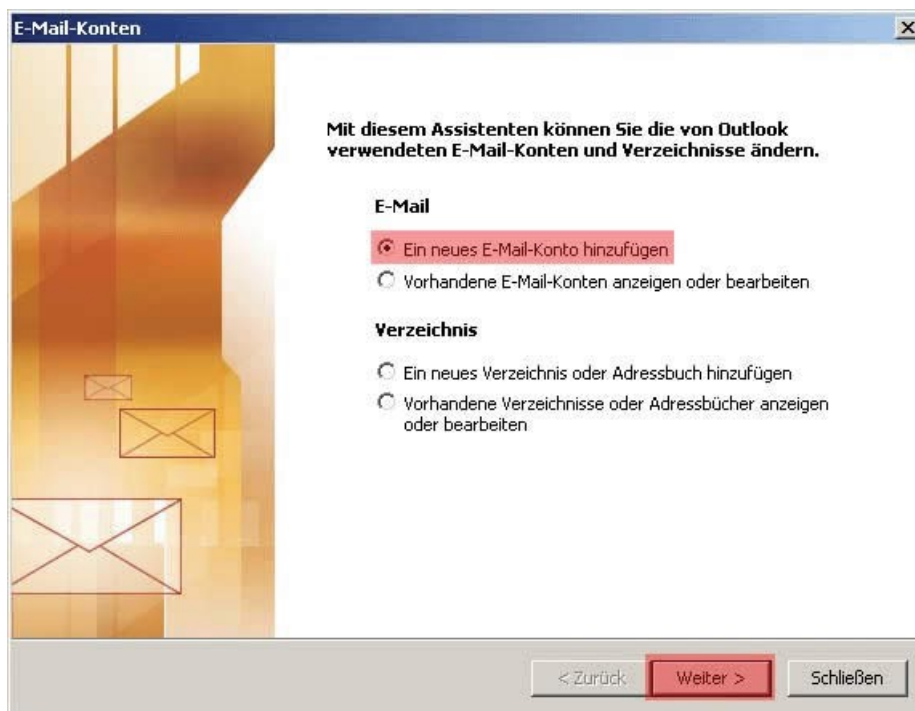 E-Mail-Konten
Mit diesem Assistenten können Sie die von Outlook
verwendeten E-Mail-Konten und Verzeichnisse ändern.
E-Mail
Ein neues E-Mail-Konto hinzufügen
Vorhandene E-Mail-Konten anzeigen oder bearbeiten
Verzeichnis
Ein neues Verzeichnis oder Adressbuch hinzufügen
Vorhandene Verzeichnisse oder Adressbücher anzeigen
oder bearbeiten
< Zurück Weiter > Schließen